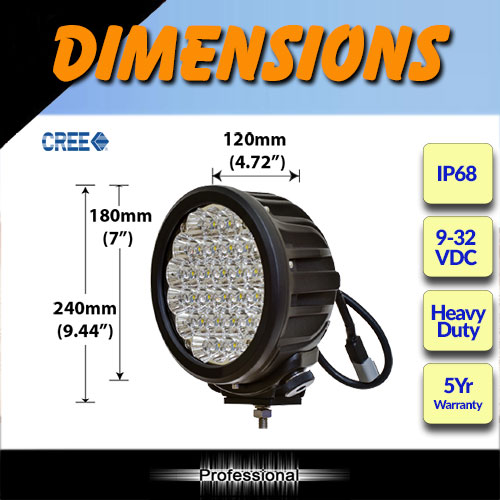 DIMENSIONS
CREE
120mm
(4.72”)
180mm
(7”)
240mm
(9.44”)
IP68
9-32
VDC
Heavy
Duty
5Yr
Warranty
Professional